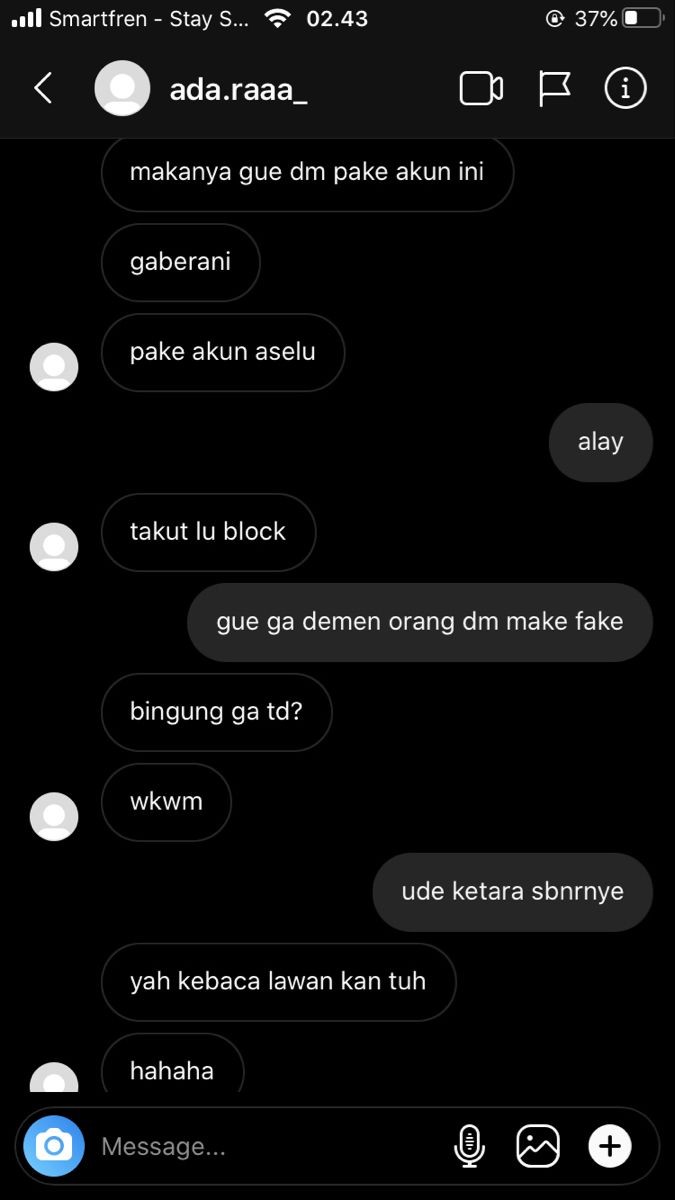 Smartfren - Stay S... 02.43 37%
ada.raaa_
makanya gue dm pake akun ini
gaberani
pake akun aselu
alay
takut lu block
gue ga demen orang dm make fake
bingung ga td?
wkwm
ude ketara sbnrnye
yah kebaca lawan kan tuh
hahaha
Message...